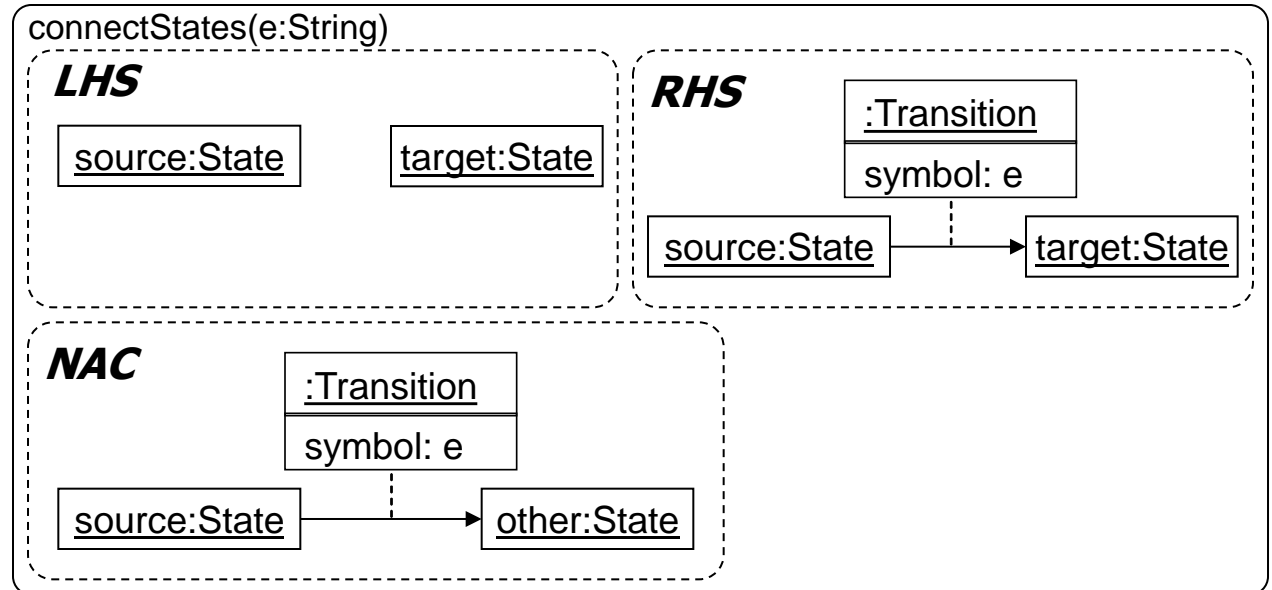 connectStates(e:String)
LHS
source:State
target:State
RHS
:Transition
symbol: e
source:State
target:State
NAC
:Transition
symbol: e
source:State
other:State